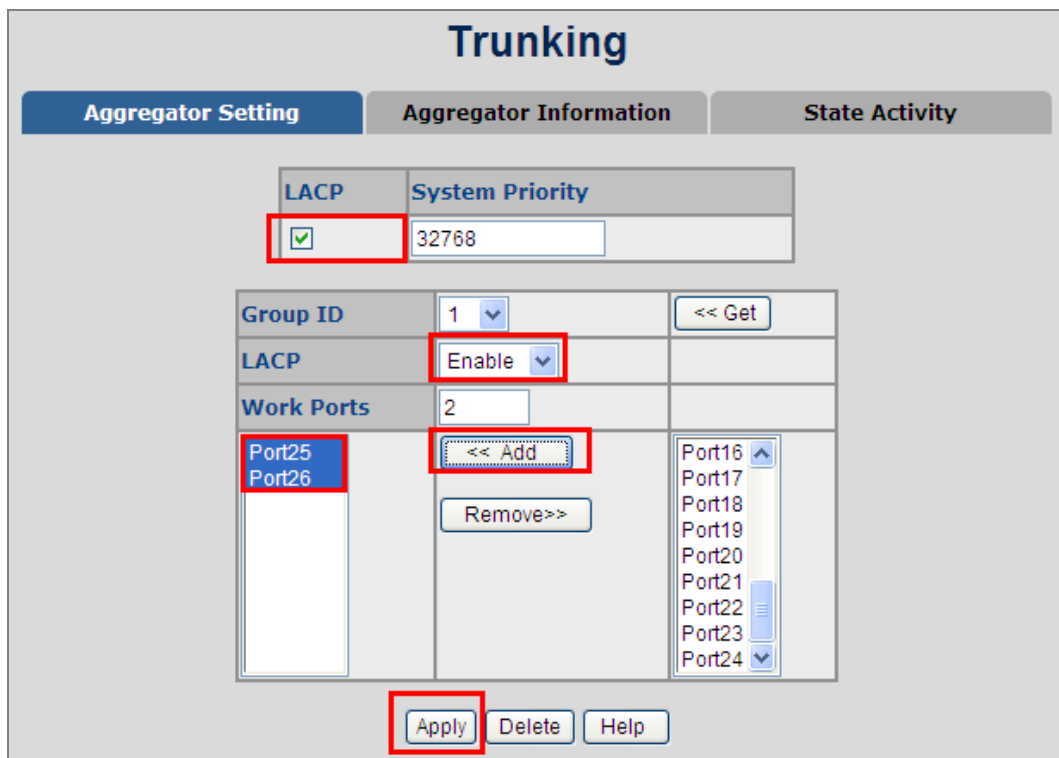 Trunking
Aggregator Setting Aggregator Information State Activity
LACP System Priority
32768
Group ID 1 << Get
LACP Enable
Work Ports 2
Port25 << Add Port16
Port26 Port17
Remove>> Port18
Port19
Port20
Port21
Port22
Port23
Port24
Apply Delete Help